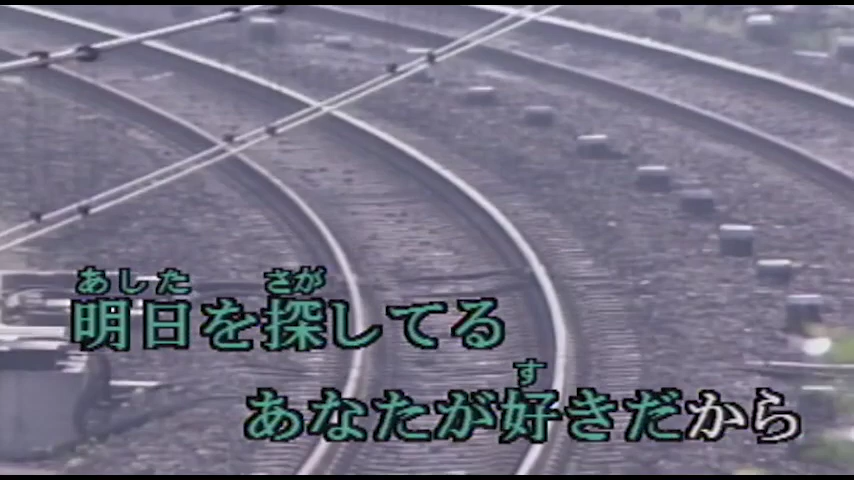 あした さが
明日を探してる
す
あなたが好きだから